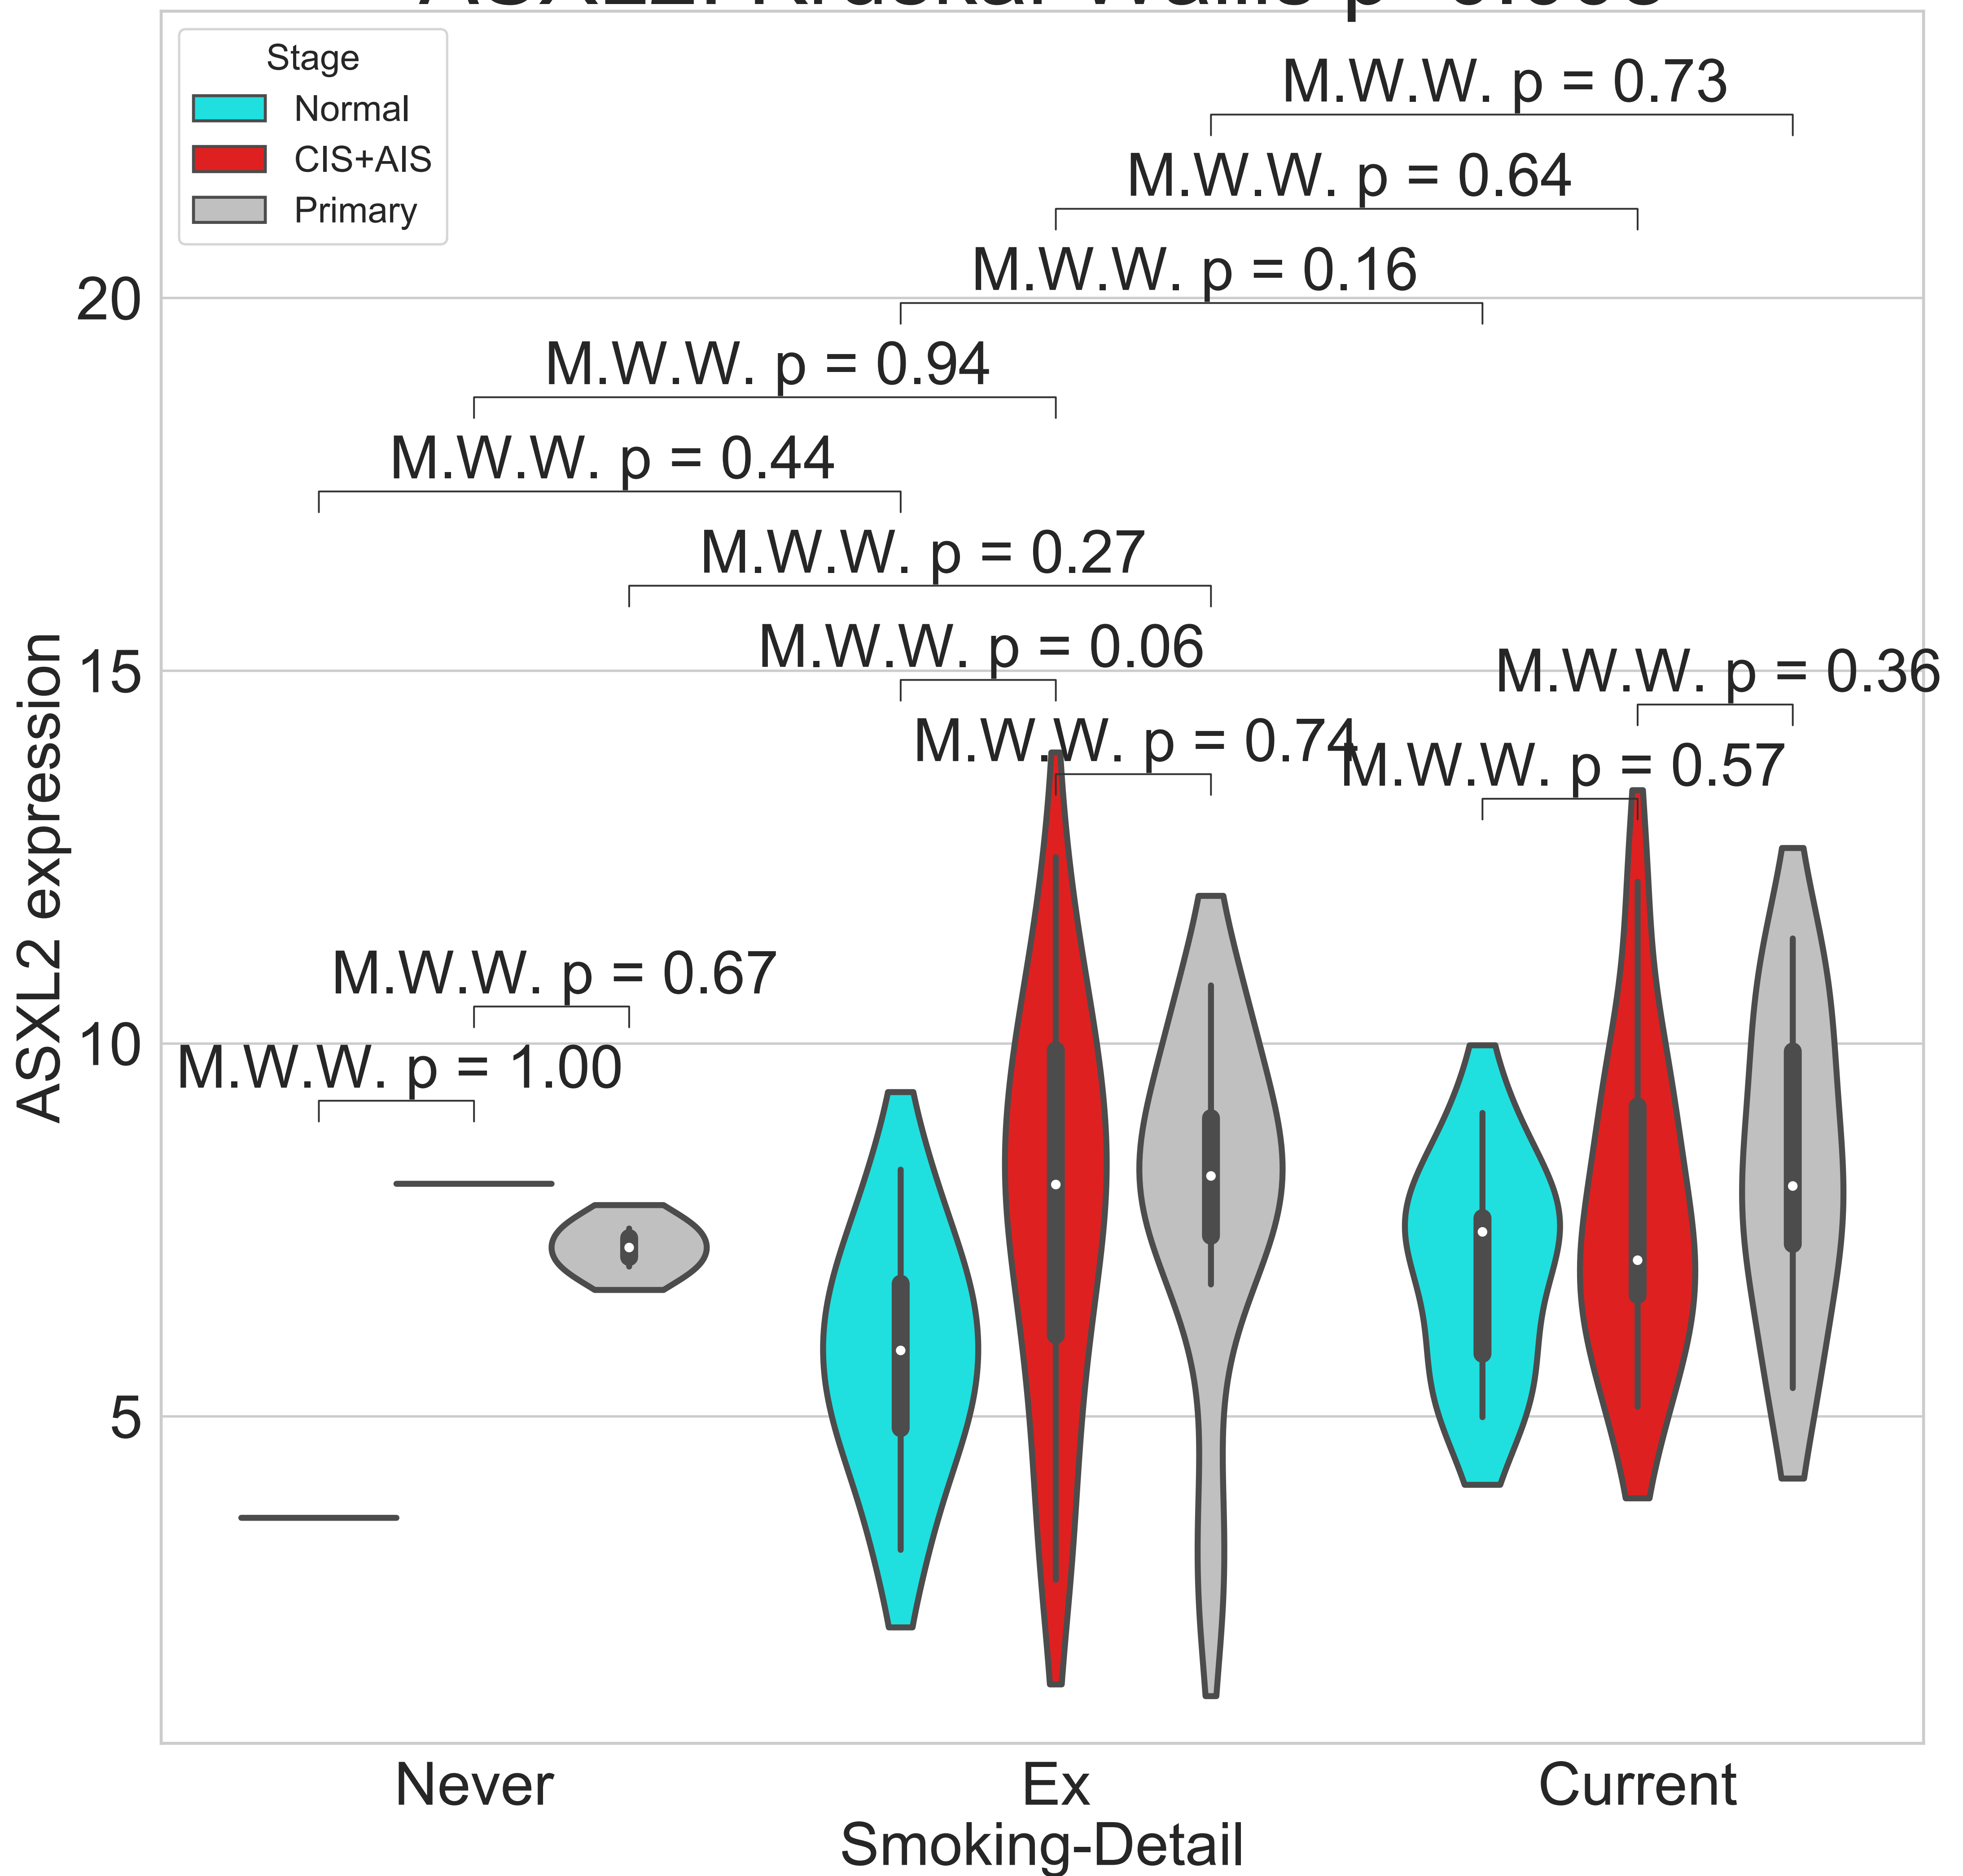 Stage
Normal
CIS+AIS
Primary
M.W.W. p = 0.73
M.W.W. p = 0.64
M.W.W. p = 0.16
M.W.W. p = 0.94
M.W.W. p = 0.44
M.W.W. p = 0.27
M.W.W. p = 0.06
M.W.W. p = 0.36
M.W.W. p = 0.74
M.W.W. p = 0.57
M.W.W. p = 0.67
M.W.W. p = 1.00
20
15
10
5
ASXL2 expression
Never
Ex
Current
Smoking-Detail